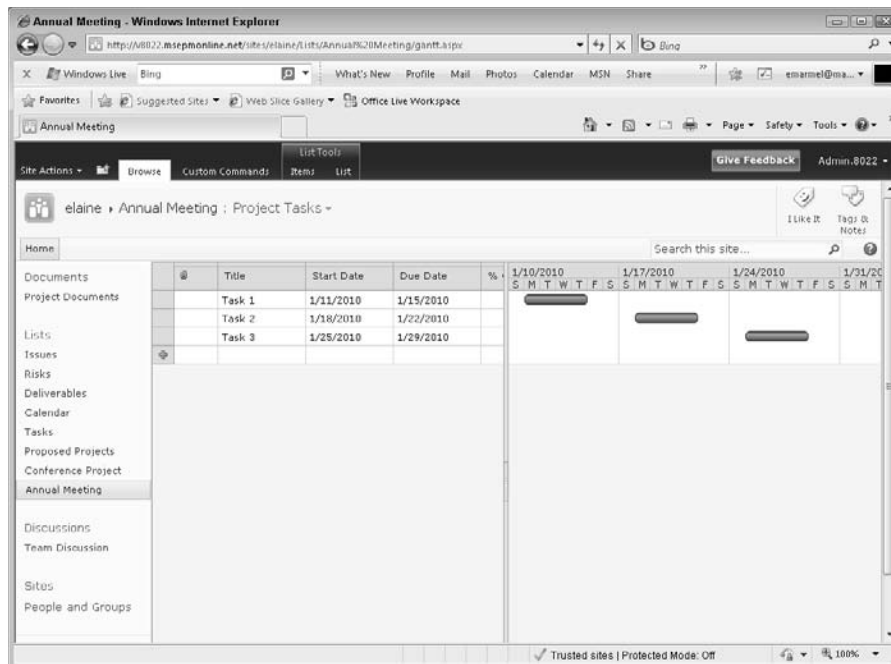 Annual Meeting - Windows Internet Explorer
http://v8022.msepmonline.net/sites/elaine/Lists/Annual%20Meeting/gantt.aspx
Bing
X Windows Live Bing What's New Profile Mail Photos Calendar MSN Share >> emarmel@ma...
Favorites Suggested Sites Web Slice Gallery Office Live Workspace
Annual Meeting Page Safety Tools
List Tools
Site Actions Browse Custom Commands Items List Give Feedback Admin.8022
elaine Annual Meeting : Project Tasks
I Like It Tags & Notes
Home Search this site...
Documents
Project Documents
Lists
Issues
Risks
Deliverables
Calendar
Tasks
Proposed Projects
Conference Project
Annual Meeting
Discussions
Team Discussion
Sites
People and Groups
Title Start Date Due Date %
Task 1 1/11/2010 1/15/2010
Task 2 1/18/2010 1/22/2010
Task 3 1/25/2010 1/29/2010
1/10/2010 1/17/2010 1/24/2010 1/31/20
S M T W T F S S M T W T F S S M T W T F S S M T
Trusted sites | Protected Mode: Off 100%